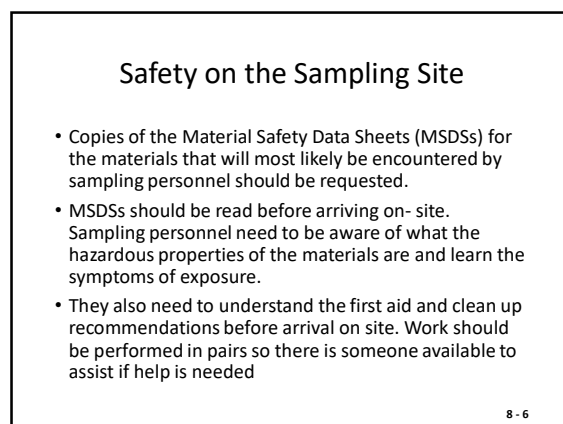 Safety on the Sampling Site
• Copies of the Material Safety Data Sheets (MSDSs) for
the materials that will most likely be encountered by
sampling personnel should be requested.
• MSDSs should be read before arriving on- site.
Sampling personnel need to be aware of what the
hazardous properties of the materials are and learn the
symptoms of exposure.
• They also need to understand the first aid and clean up
recommendations before arrival on site. Work should
be performed in pairs so there is someone available to
assist if help is needed
8 - 6